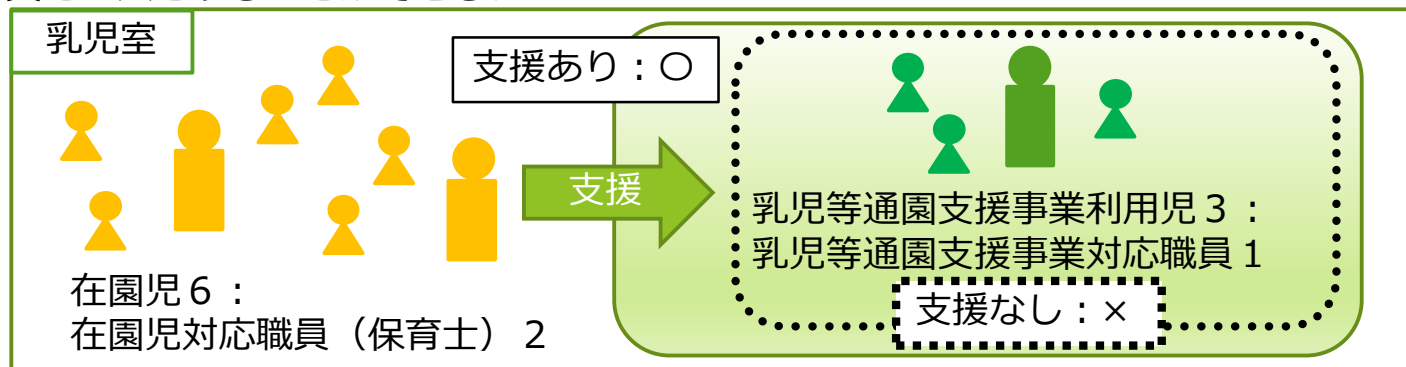 乳児室
支援あり：〇
支援
乳児等通園支援事業利用児３：
乳児等通園支援事業対応職員１
支援なし：×
在園児６：
在園児対応職員（保育士）２